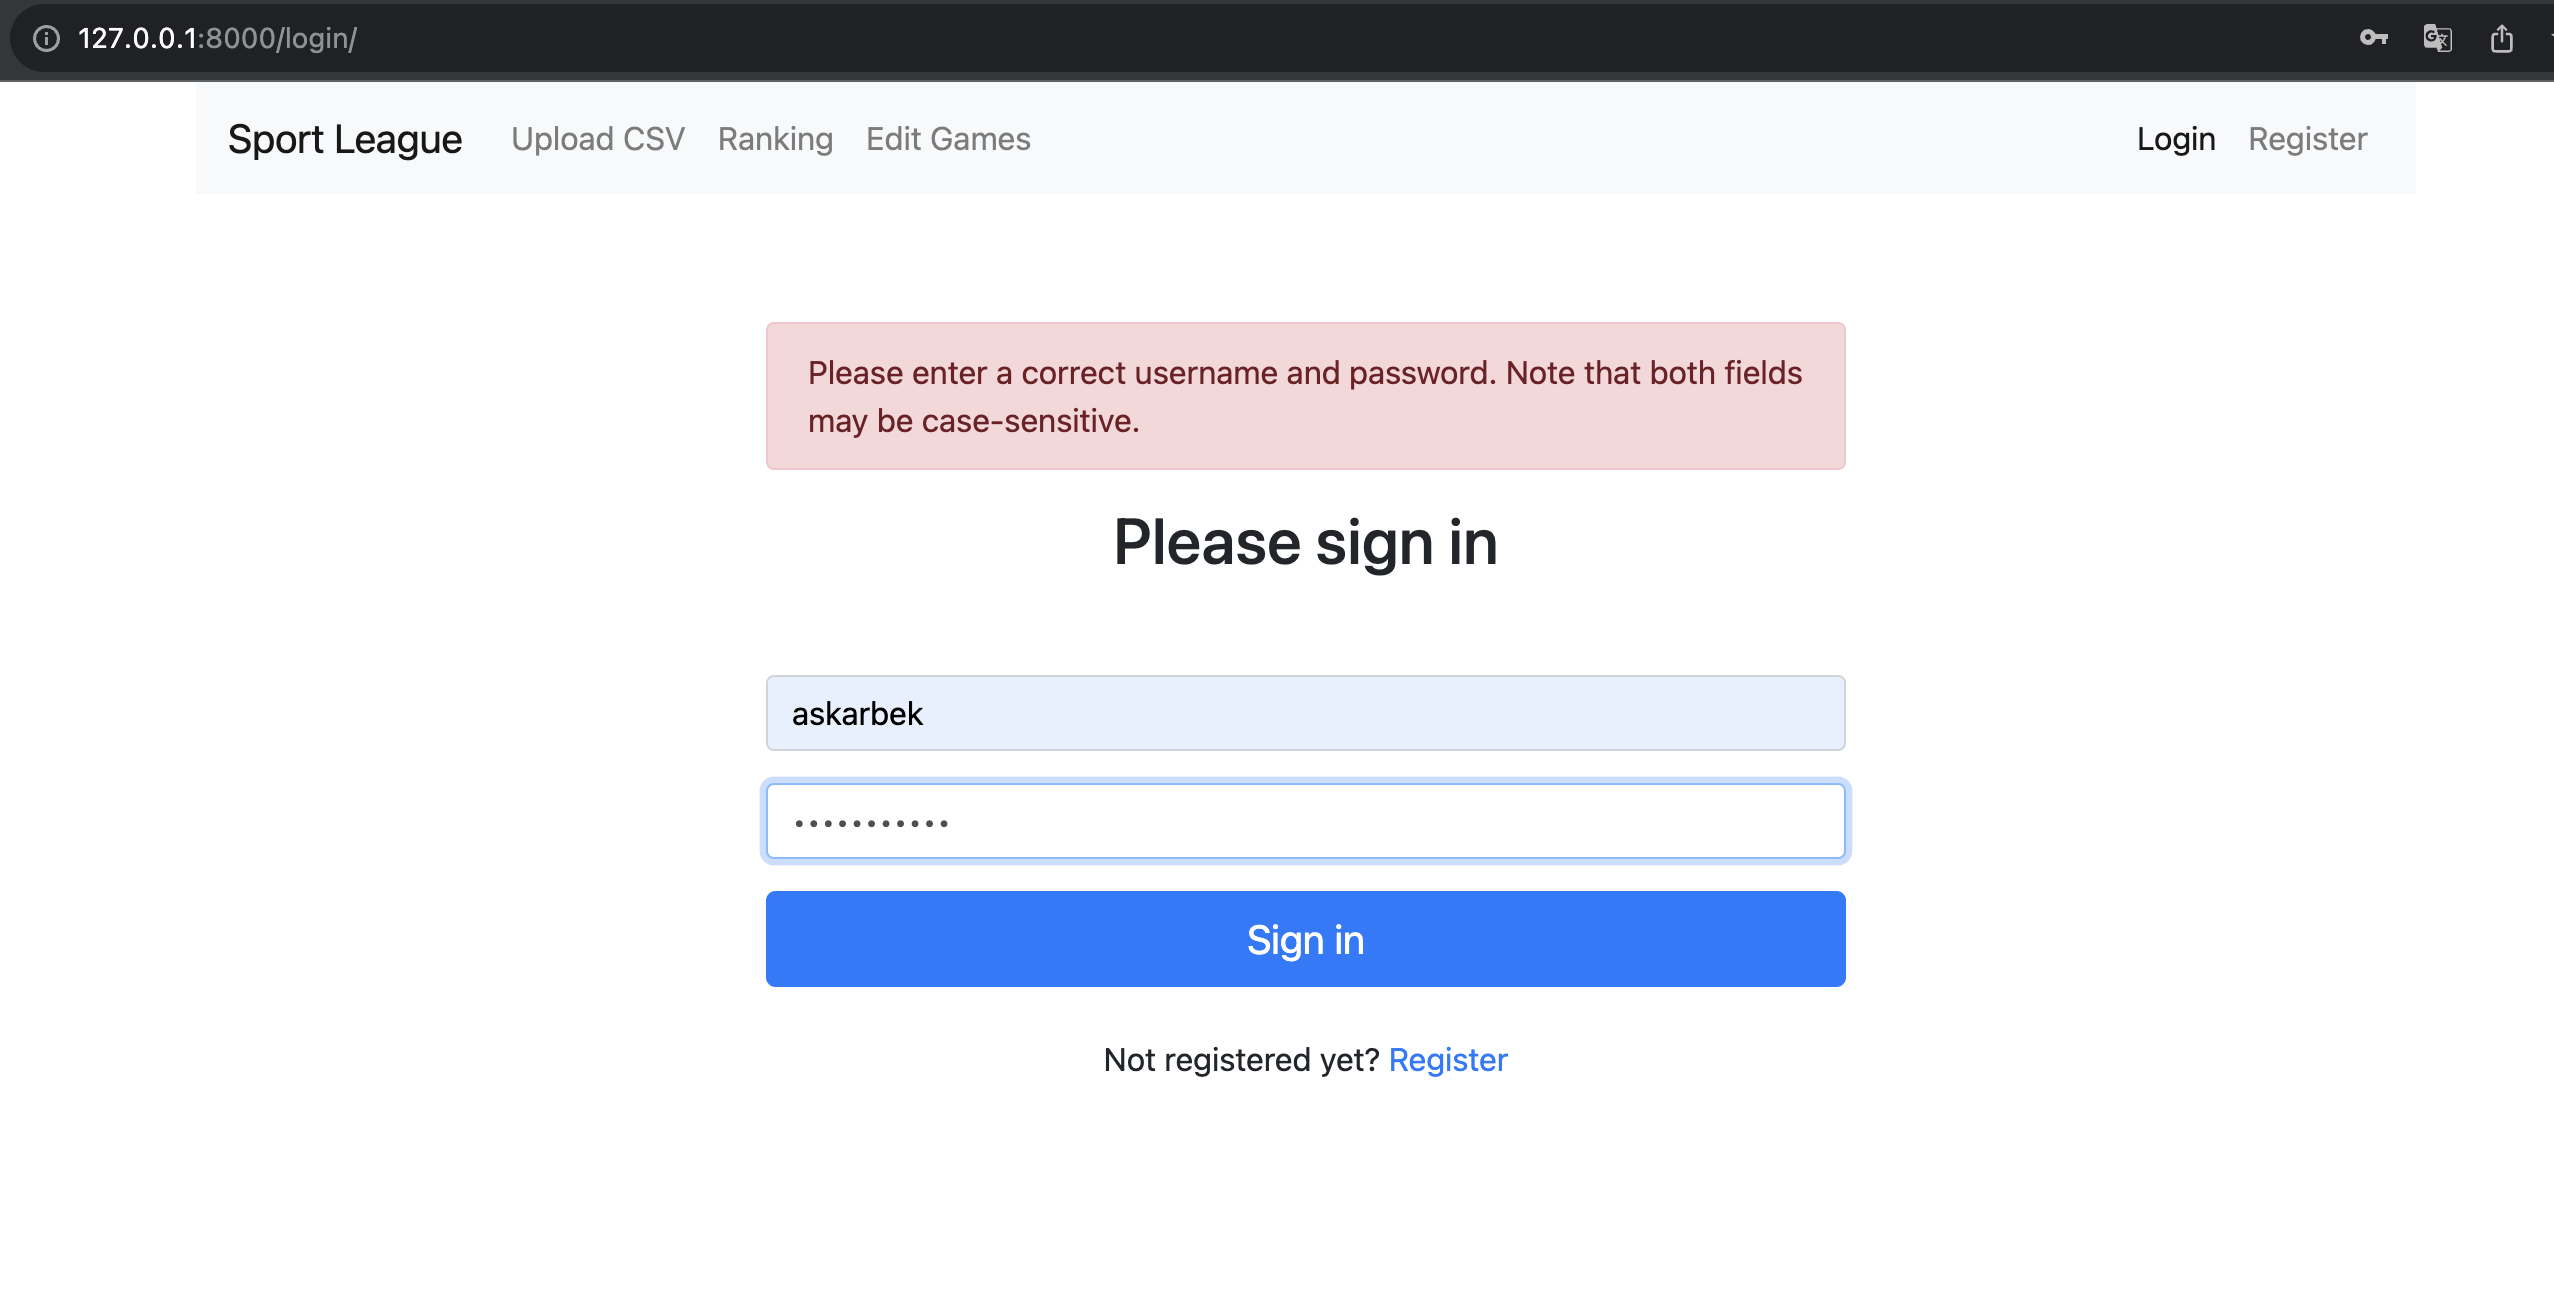 127.0.0.1:8000/login/
Sport League Upload CSV Ranking Edit Games Login Register
Please enter a correct username and password. Note that both fields
may be case-sensitive.
Please sign in
askarbek
•••••••••••
Sign in
Not registered yet? Register